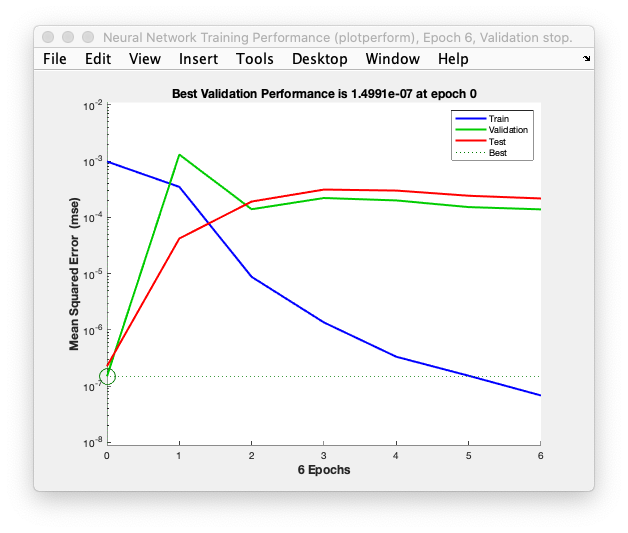 Neural Network Training Performance (plotperform), Epoch 6, Validation stop.
File Edit View Insert Tools Desktop Window Help
Best Validation Performance is 1.4991e-07 at epoch 0
Mean Squared Error (mse)
10-2
10-3
10-4
10-5
10-6
10-7
10-8
Train
Validation
Test
Best
0 1 2 3 4 5 6
6 Epochs